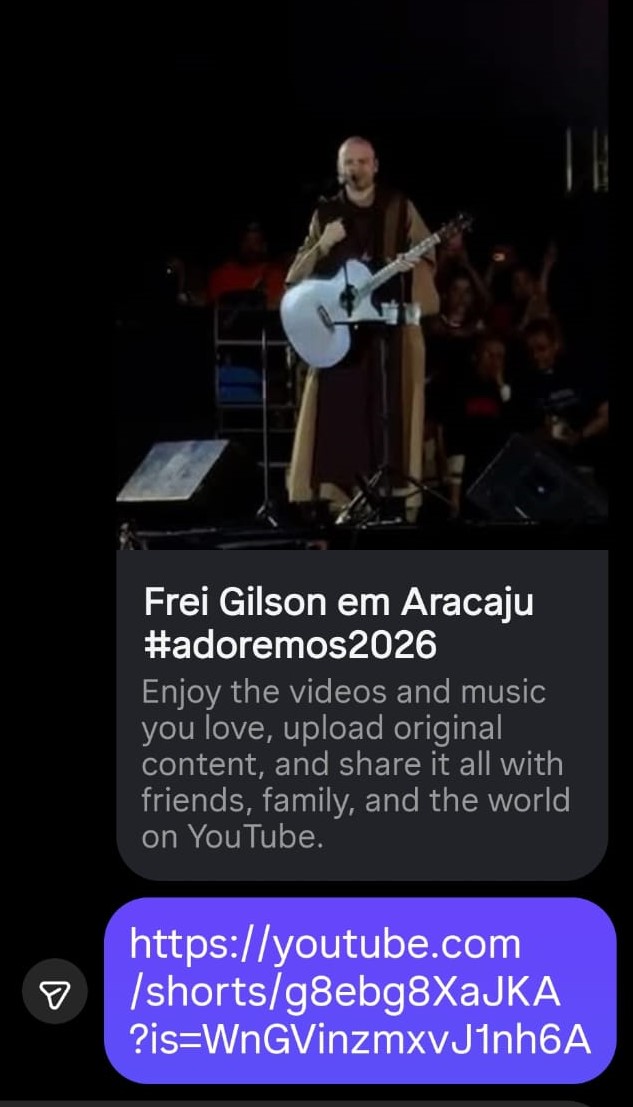 Frei Gilson em Aracaju
#adoremos2026
Enjoy the videos and music
you love, upload original
content, and share it all with
friends, family, and the world
on YouTube.
https://youtube.com
/shorts/g8ebg8XaJKA
?is=WnGVinzmxvJ1nh6A